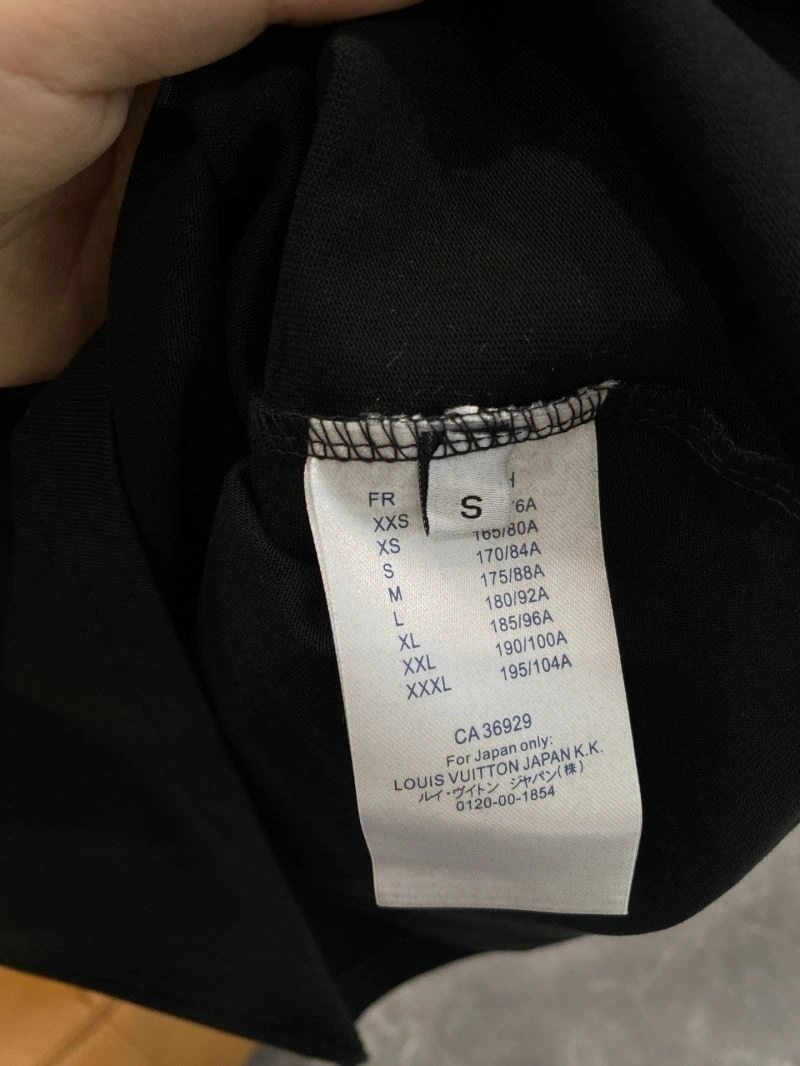 FR
S
XXS 6A
XS 165/80A
S 170/84A
M 175/88A
L 180/92A
XL 185/96A
XXL 190/100A
XXXL 195/104A
CA 36929
For Japan only:
LOUIS VUITTON JAPAN K.K.
ルイ・ヴイトン ジャパン(株)
0120-00-1854